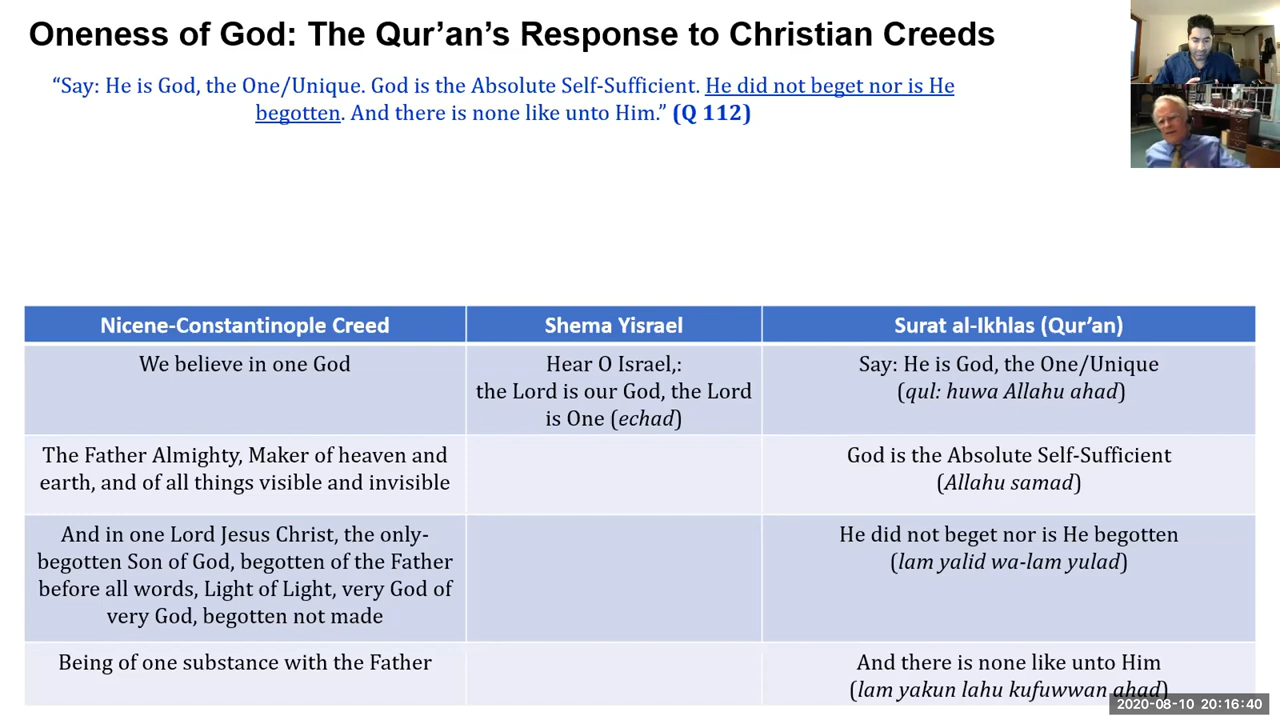 Oneness of God: The Qur’an’s Response to Christian Creeds
“Say: He is God, the One/Unique. God is the Absolute Self-Sufficient. He did not beget nor is He
begotten. And there is none like unto Him.” (Q 112)
Nicene-Constantinople Creed
Shema Yisrael
Surat al-Ikhlas (Qur’an)
We believe in one God
Hear O Israel,:
the Lord is our God, the Lord
is One (echad)
Say: He is God, the One/Unique
(qul: huwa Allahu ahad)
The Father Almighty, Maker of heaven and
earth, and of all things visible and invisible
God is the Absolute Self-Sufficient
(Allahu samad)
And in one Lord Jesus Christ, the only-
begotten Son of God, begotten of the Father
before all words, Light of Light, very God of
very God, begotten not made
He did not beget nor is He begotten
(lam yalid wa-lam yulad)
Being of one substance with the Father
And there is none like unto Him
(lam yakun lahu kufuwwan ahad)
2020-08-10 20:16:40